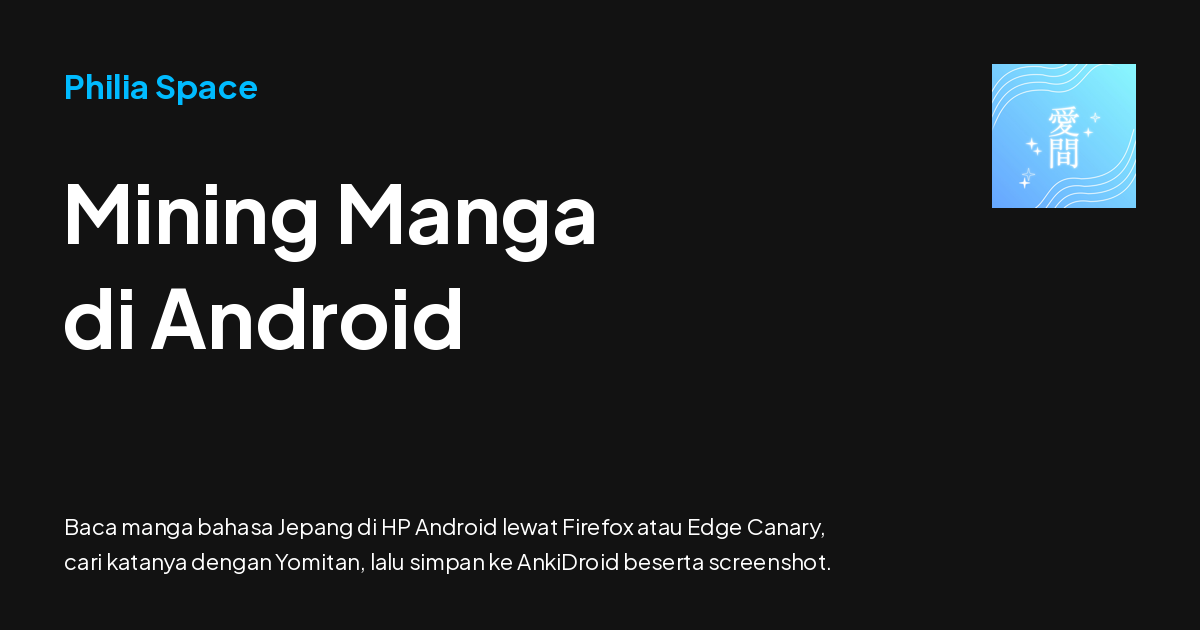 Philia Space
愛
間
Mining Manga
di Android
Baca manga bahasa Jepang di HP Android lewat Firefox atau Edge Canary,
cari katanya dengan Yomitan, lalu simpan ke AnkiDroid beserta screenshot.